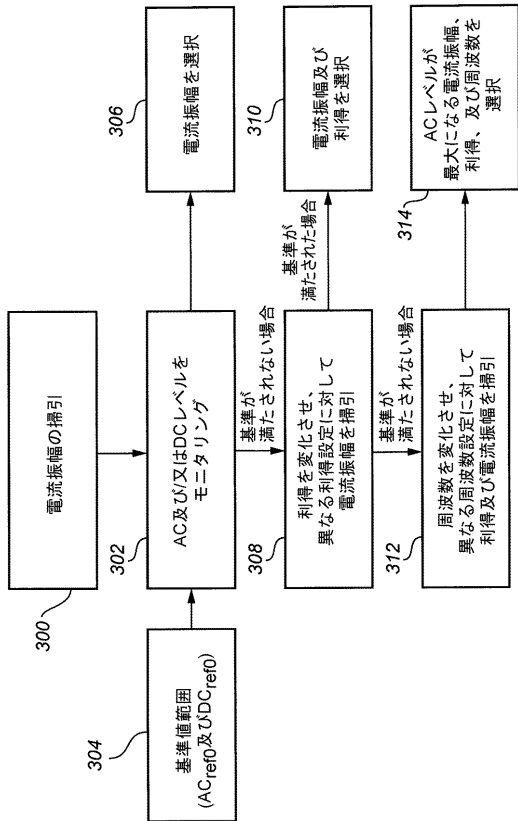 300
電流振幅の掃引
304
基準値範囲
(ACref0及びDCref0)
302
AC及び/又はDCレベルを
モニタリング
306
電流振幅を選択
基準が
満たされない場合
308
利得を変化させ、
異なる利得設定に対して
電流振幅を掃引
基準が
満たされた場合
310
電流振幅及び
利得を選択
基準が
満たされない場合
312
周波数を変化させ、
異なる周波数設定に対して
利得及び電流振幅を掃引
314
ACレベルが
最大になる電流振幅、
利得、及び周波数を
選択